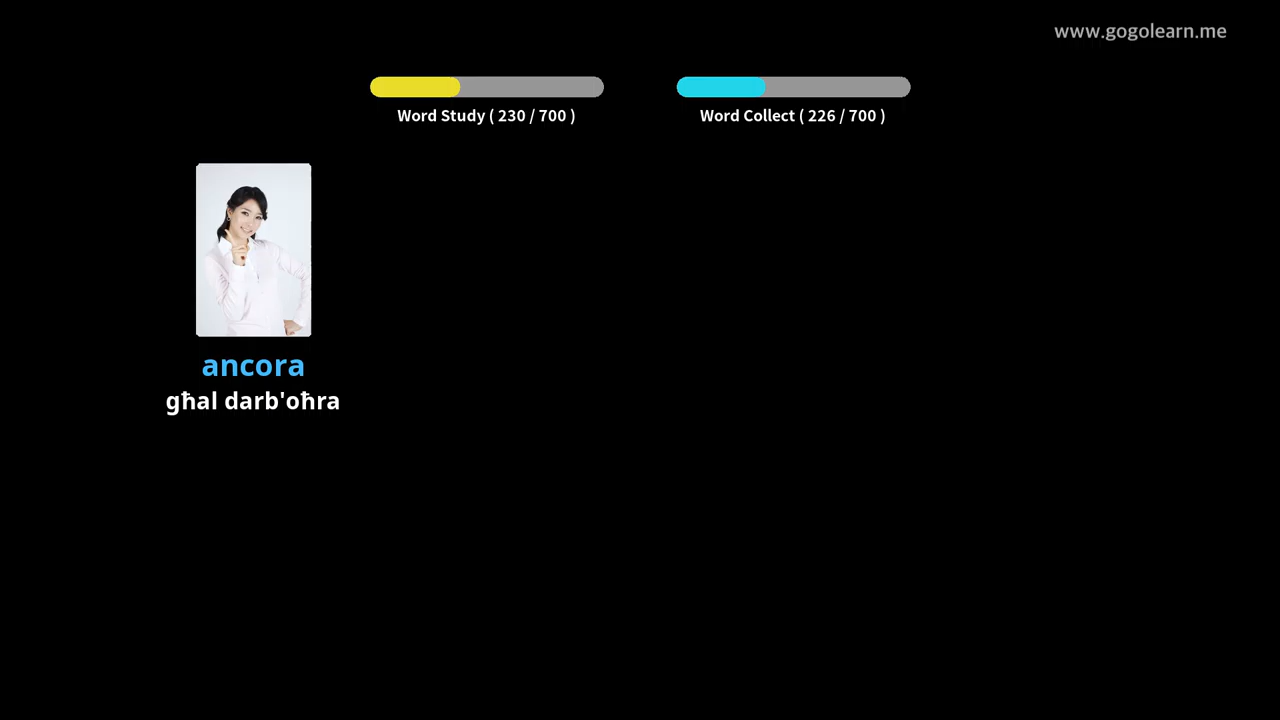 www.gogolearn.me
Word Study ( 230 / 700 )
Word Collect ( 226 / 700 )
ancora
għal darb'oħra